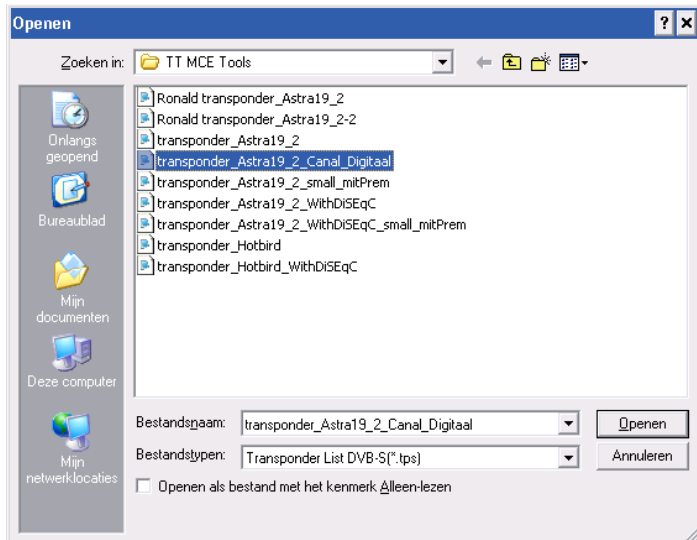 Openen
Zoeken in: TT MCE Tools
Onlangs geopend
Bureaublad
Mijn documenten
Deze computer
Mijn netwerklocaties
Ronald transponder_Astra19_2
Ronald transponder_Astra19_2-2
transponder_Astra19_2
transponder_Astra19_2_Canal_Digitaal
transponder_Astra19_2_small_mitPrem
transponder_Astra19_2_WithDiSEqC
transponder_Astra19_2_WithDiSEqC_small_mitPrem
transponder_Hotbird
transponder_Hotbird_WithDiSEqC
Bestandsnaam: transponder_Astra19_2_Canal_Digitaal Openen
Bestandstypen: Transponder List DVB-S(*.tps) Annuleren
Openen als bestand met het kenmerk Alleen-lezen